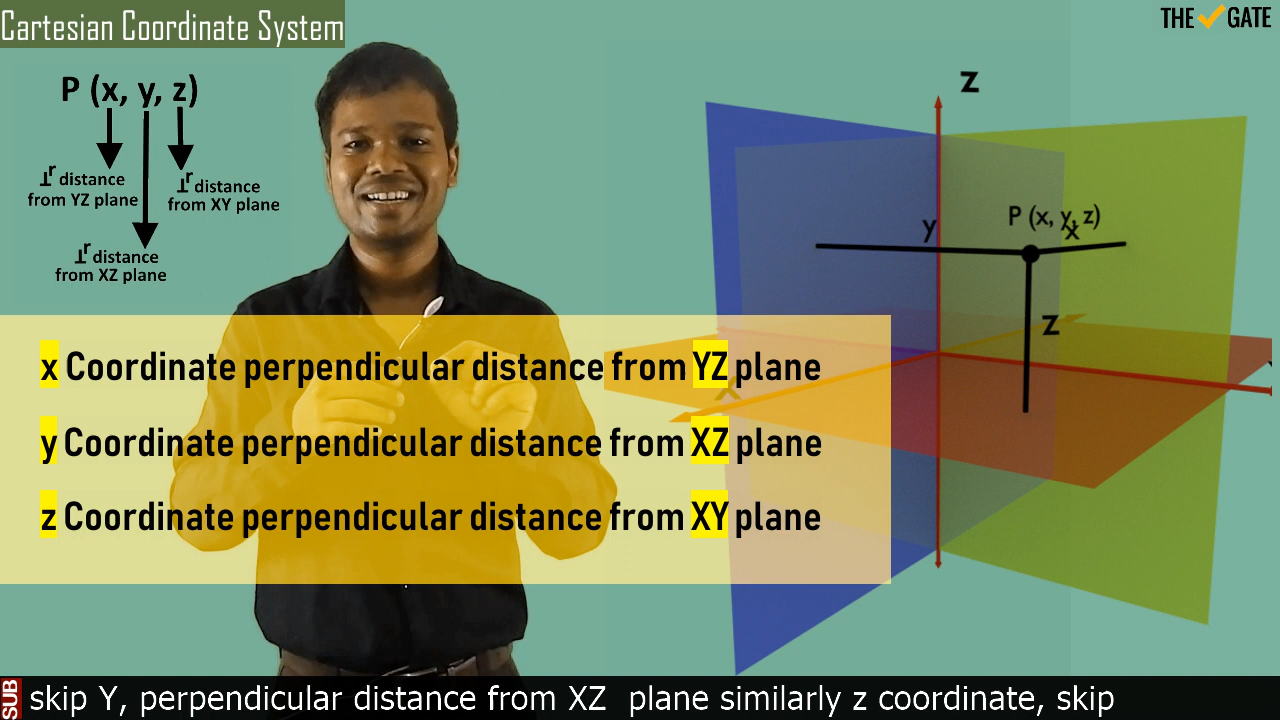 Cartesian Coordinate System
THE GATE
P (x, y, z)
⊥r distance
from YZ plane
⊥r distance
from XY plane
⊥r distance
from XZ plane
Z
y
P (x, y, z)
x
z
X
x Coordinate perpendicular distance from YZ plane
y Coordinate perpendicular distance from XZ plane
z Coordinate perpendicular distance from XY plane
SUB
skip Y, perpendicular distance from XZ plane similarly z coordinate, skip